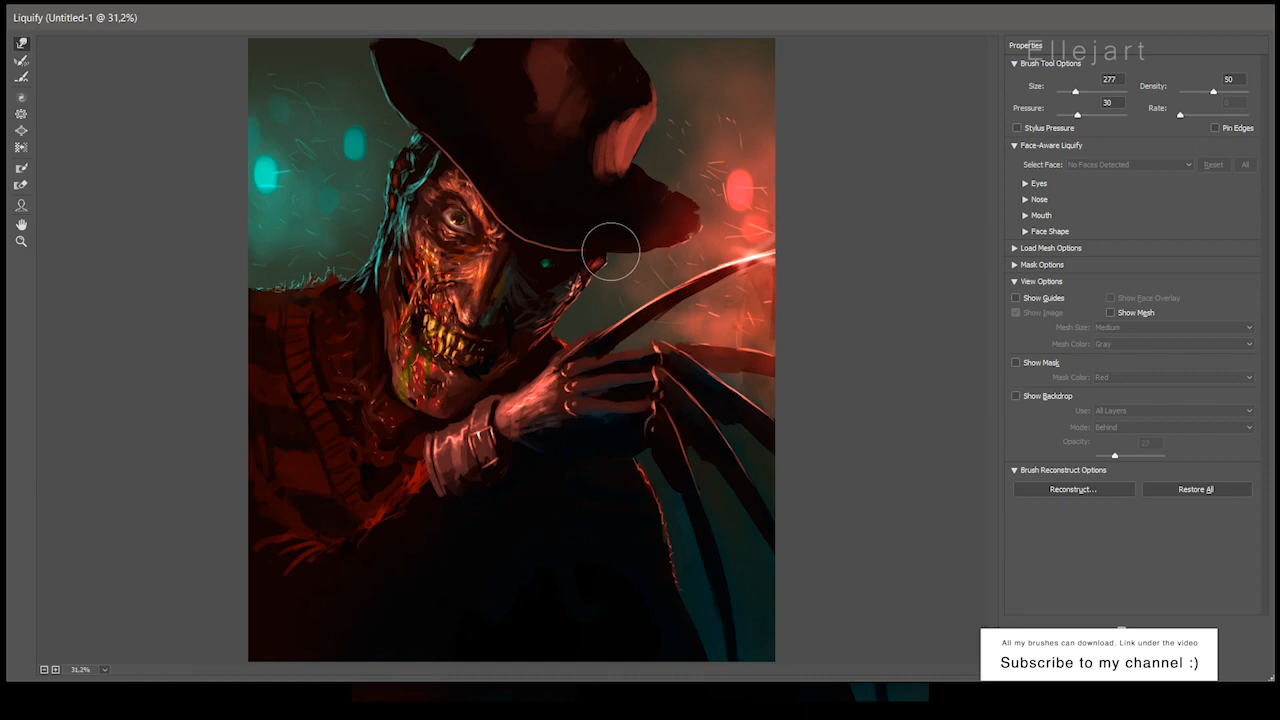 Liquify (Untitled-1 @ 31,2%)
Ellejart
Properties
Brush Tool Options
Size: 277 Density: 50
Pressure: 30 Rate: 0
Stylus Pressure Pin Edges
Face-Aware Liquify
Select Face: No Faces Detected Reset All
Eyes
Nose
Mouth
Face Shape
Load Mesh Options
Mask Options
View Options
Show Guides Show Face Overlay
Show Image Show Mesh
Mesh Size: Medium
Mesh Color: Gray
Show Mask
Mask Color: Red
Show Backdrop
Use: All Layers
Mode: Behind
Opacity:
Brush Reconstruct Options
Reconstruct... Restore All
All my brushes can download. Link under the video
Subscribe to my channel :)
31,2%